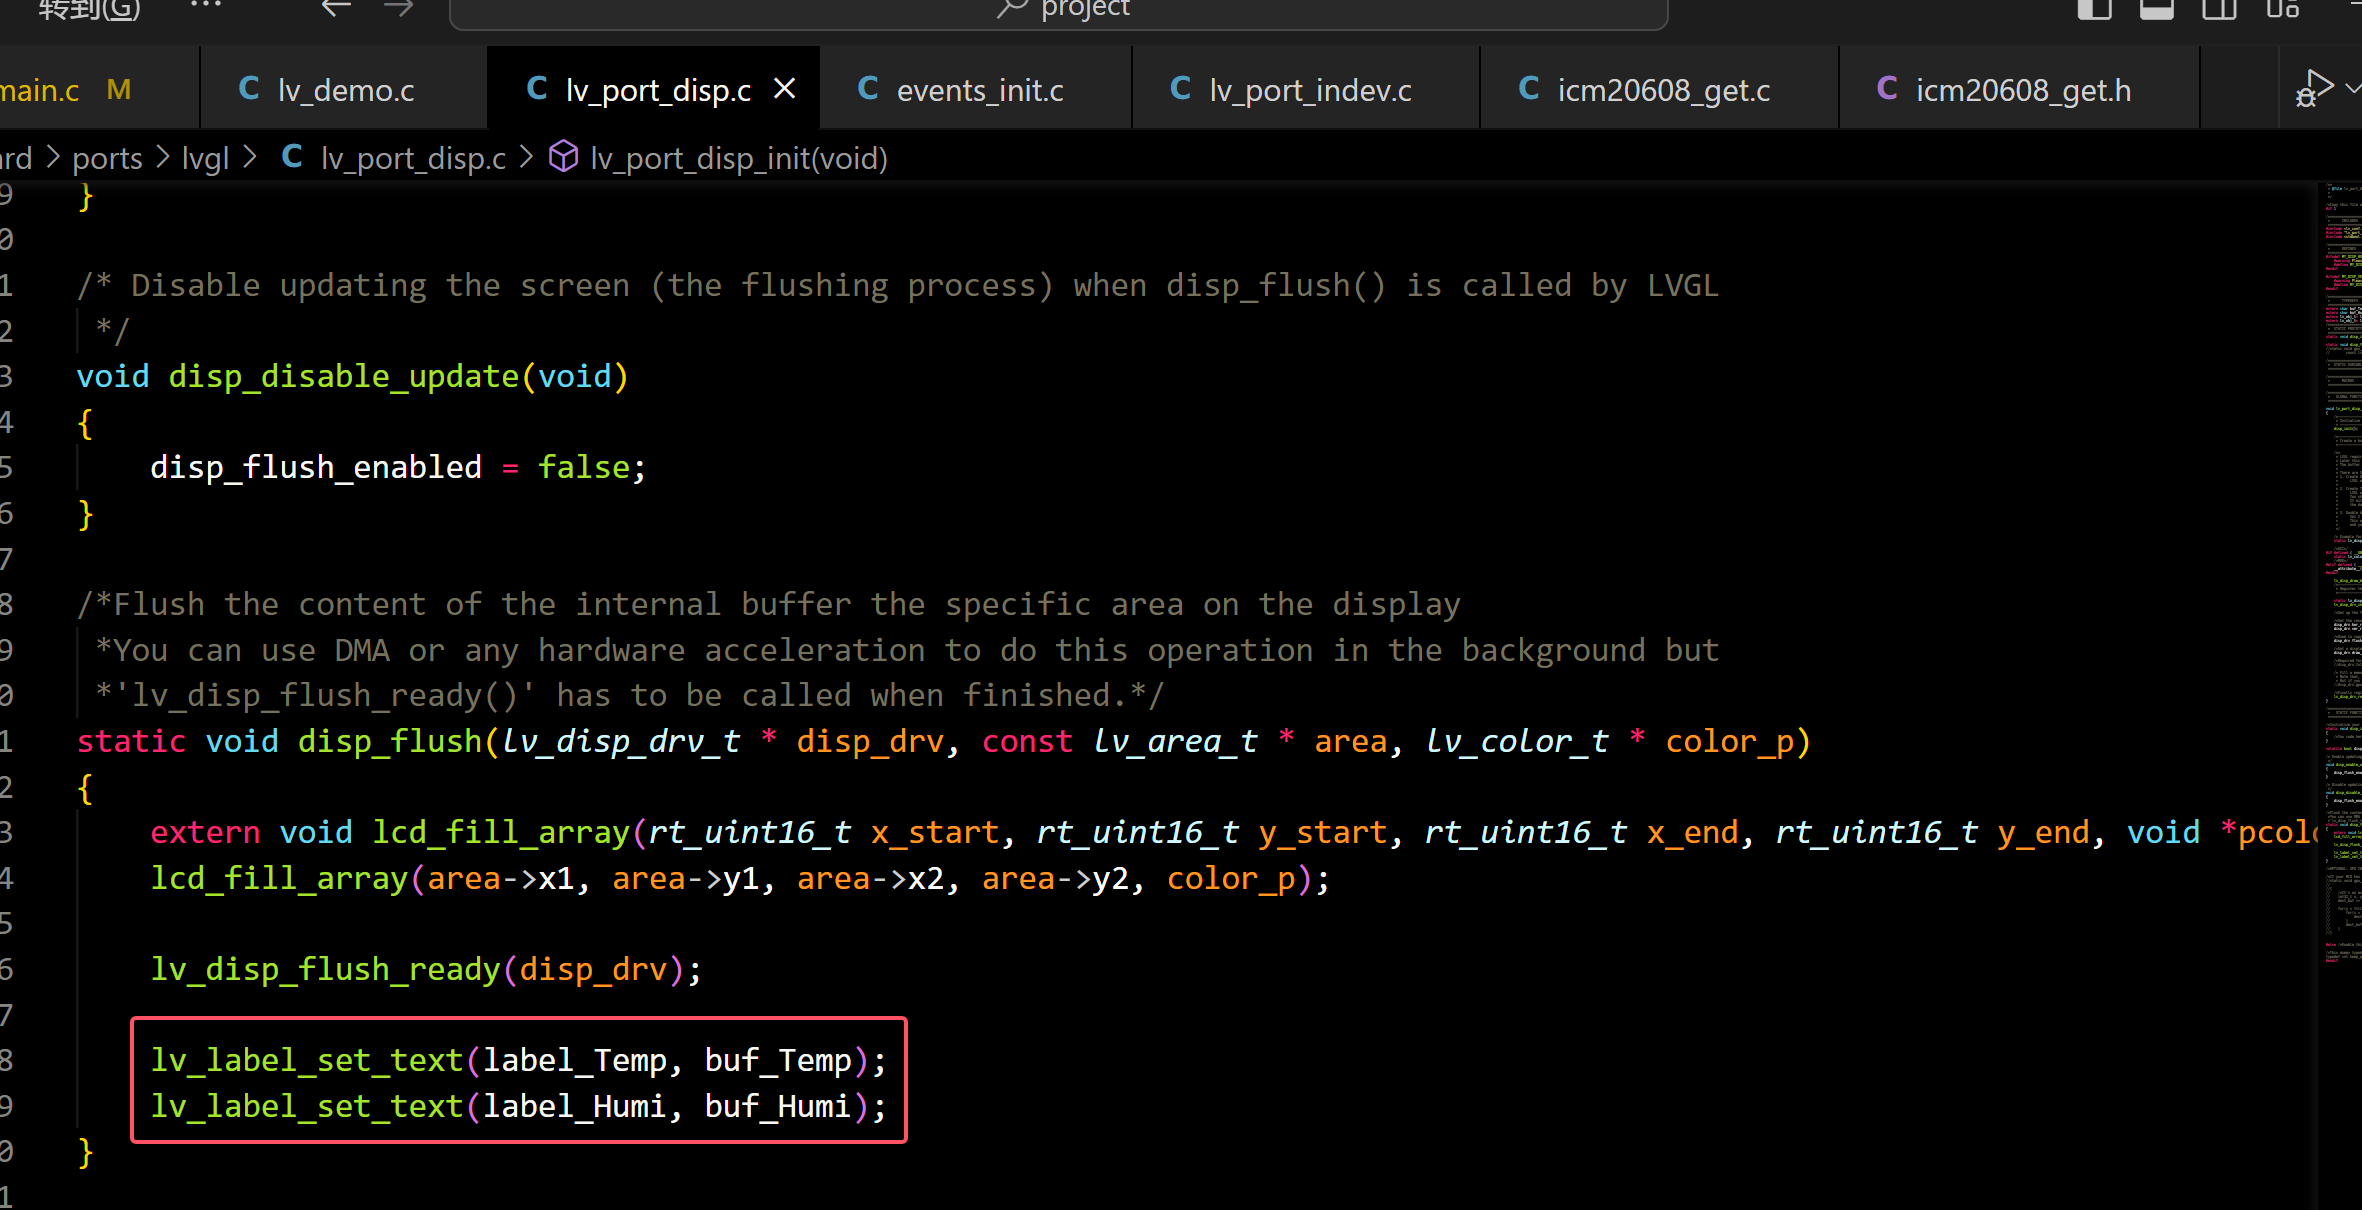 转到(G) ... ← → project
main.c M C lv_demo.c C lv_port_disp.c × C events_init.c C lv_port_indev.c C icm20608_get.c C icm20608_get.h
ard > ports > lvgl > C lv_port_disp.c > lv_port_disp_init(void)
9 }
0
1 /* Disable updating the screen (the flushing process) when disp_flush() is called by LVGL
2 */
3 void disp_disable_update(void)
4 {
5 disp_flush_enabled = false;
6 }
7
8 /*Flush the content of the internal buffer the specific area on the display
9 *You can use DMA or any hardware acceleration to do this operation in the background but
0 *'lv_disp_flush_ready()' has to be called when finished.*/
1 static void disp_flush(lv_disp_drv_t * disp_drv, const lv_area_t * area, lv_color_t * color_p)
2 {
3 extern void lcd_fill_array(rt_uint16_t x_start, rt_uint16_t y_start, rt_uint16_t x_end, rt_uint16_t y_end, void *pcolo
4 lcd_fill_array(area->x1, area->y1, area->x2, area->y2, color_p);
5
6 lv_disp_flush_ready(disp_drv);
7
8 lv_label_set_text(label_Temp, buf_Temp);
9 lv_label_set_text(label_Humi, buf_Humi);
0 }
1